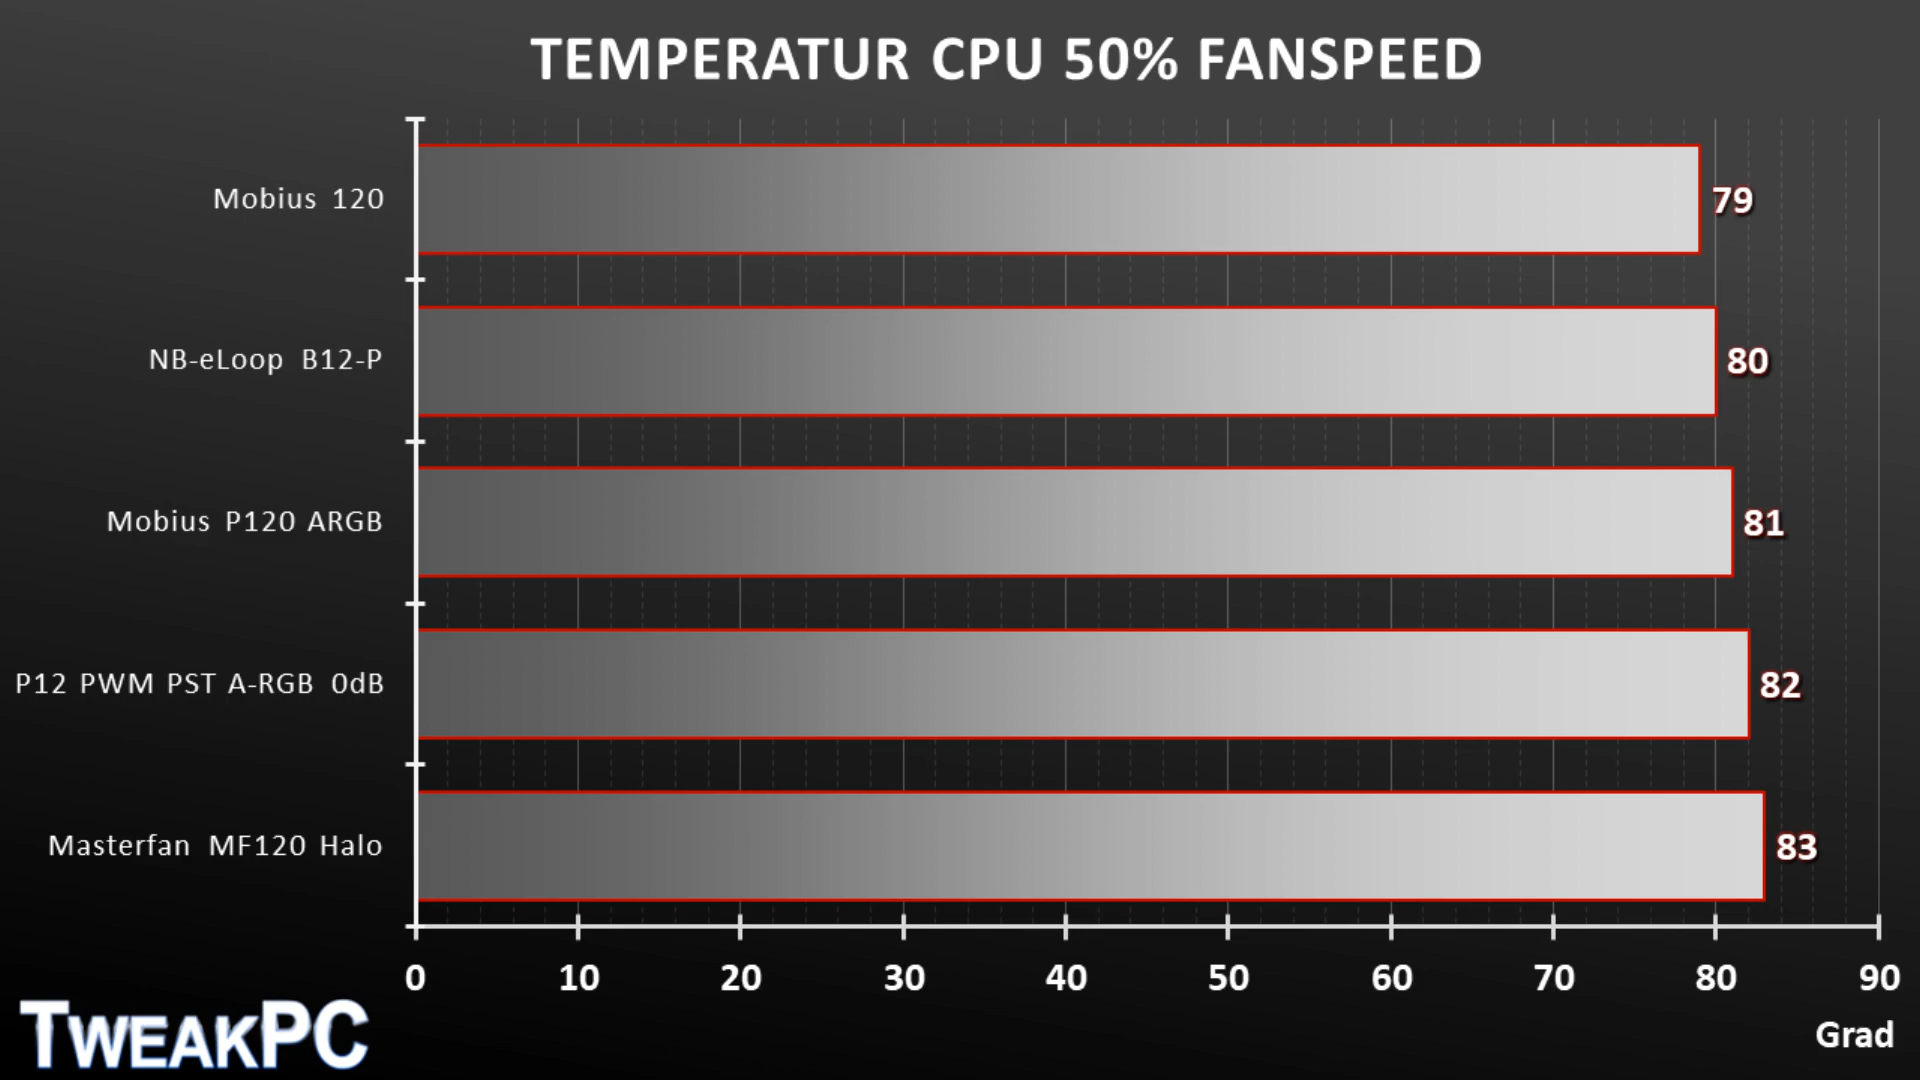 TEMPERATUR CPU 50% FANSPEED
Mobius 120
79
NB-eLoop B12-P
80
Mobius P120 ARGB
81
P12 PWM PST A-RGB 0dB
82
Masterfan MF120 Halo
83
0 10 20 30 40 50 60 70 80 90
Grad
TWEAKPC